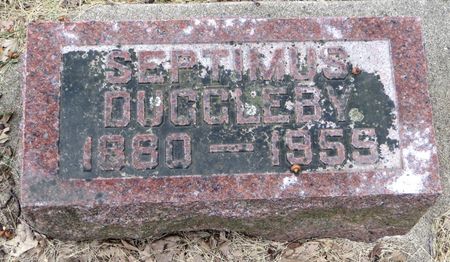 SEPTIMUS
DUGGLEBY
1880 — 1955